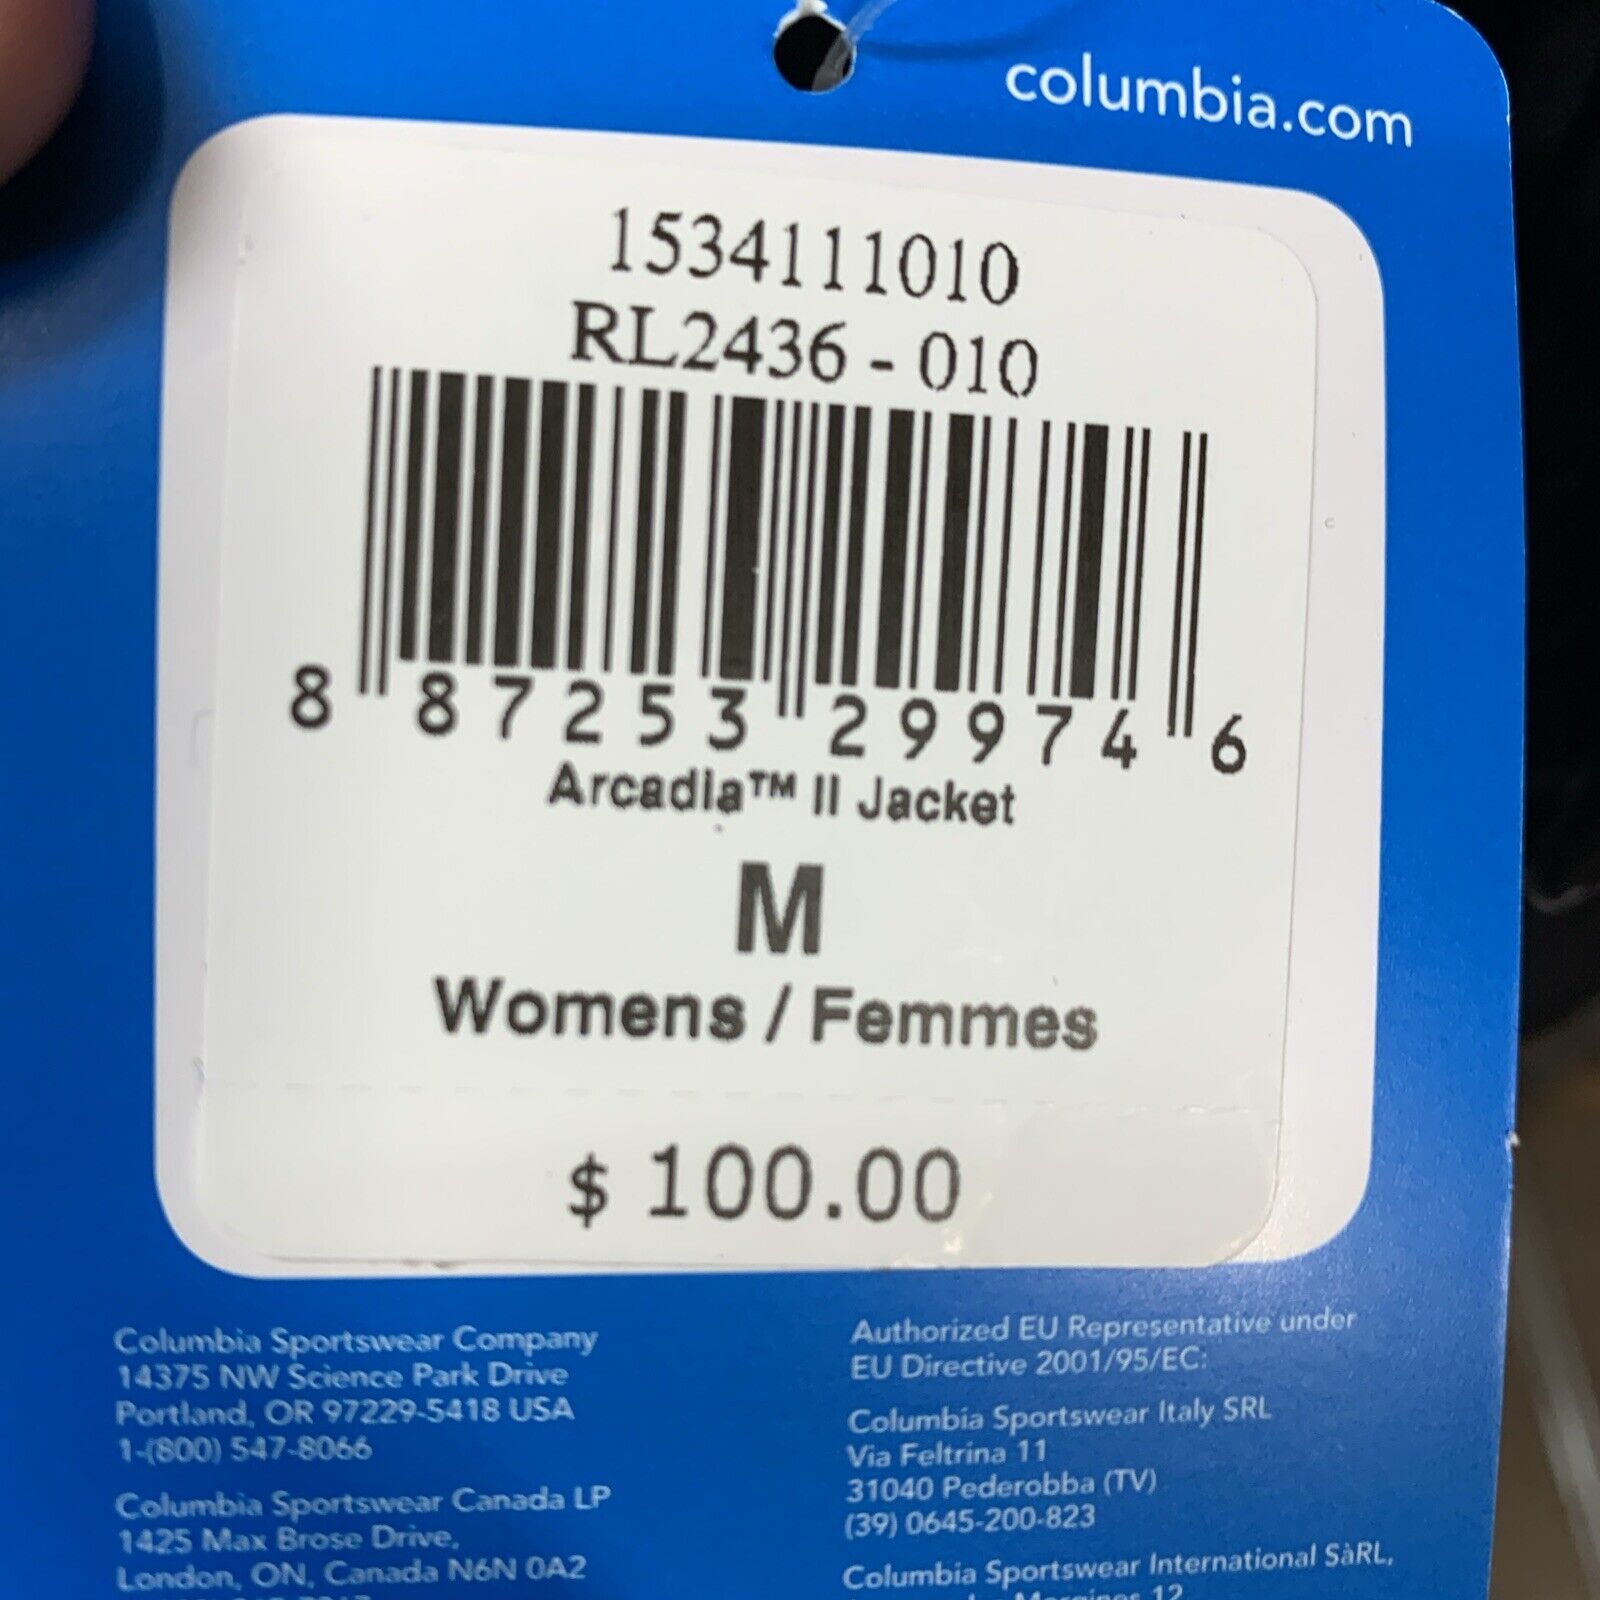 columbia.com
1534111010
RL2436 - 010
8 87253 29974 6
Arcadia™ II Jacket
M
Womens / Femmes
$ 100.00
Columbia Sportswear Company
14375 NW Science Park Drive
Portland, OR 97229-5418 USA
1-(800) 547-8066
Columbia Sportswear Canada LP
1425 Max Brose Drive,
London, ON, Canada N6N 0A2
Authorized EU Representative under
EU Directive 2001/95/EC:
Columbia Sportswear Italy SRL
Via Feltrina 11
31040 Pederobba (TV)
(39) 0645-200-823
Columbia Sportswear International SàRL,
12